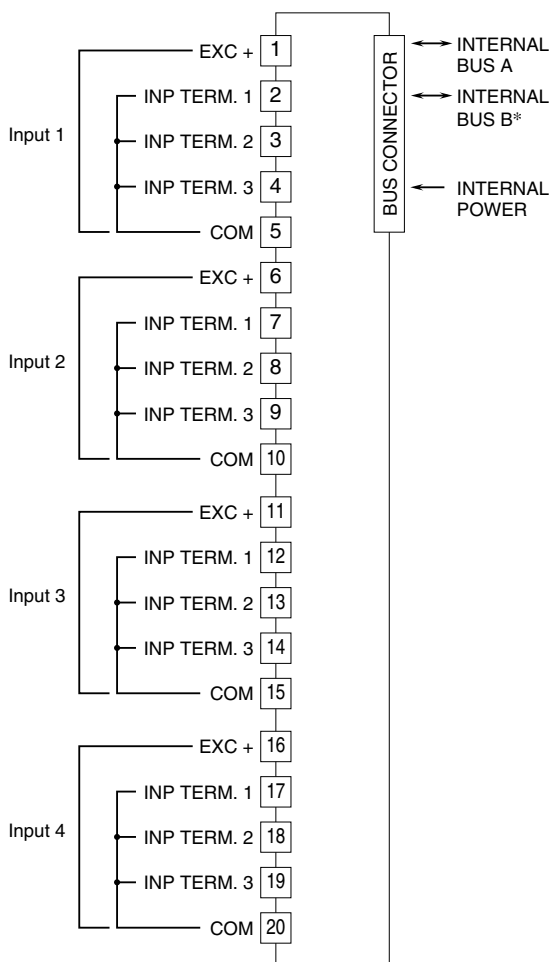 EXC + 1
INP TERM. 1 2
Input 1
INP TERM. 2 3
INP TERM. 3 4
COM 5
EXC + 6
INP TERM. 1 7
Input 2
INP TERM. 2 8
INP TERM. 3 9
COM 10
EXC + 11
INP TERM. 1 12
Input 3
INP TERM. 2 13
INP TERM. 3 14
COM 15
EXC + 16
INP TERM. 1 17
Input 4
INP TERM. 2 18
INP TERM. 3 19
COM 20
BUS CONNECTOR
INTERNAL
BUS A
INTERNAL
BUS B*
INTERNAL
POWER